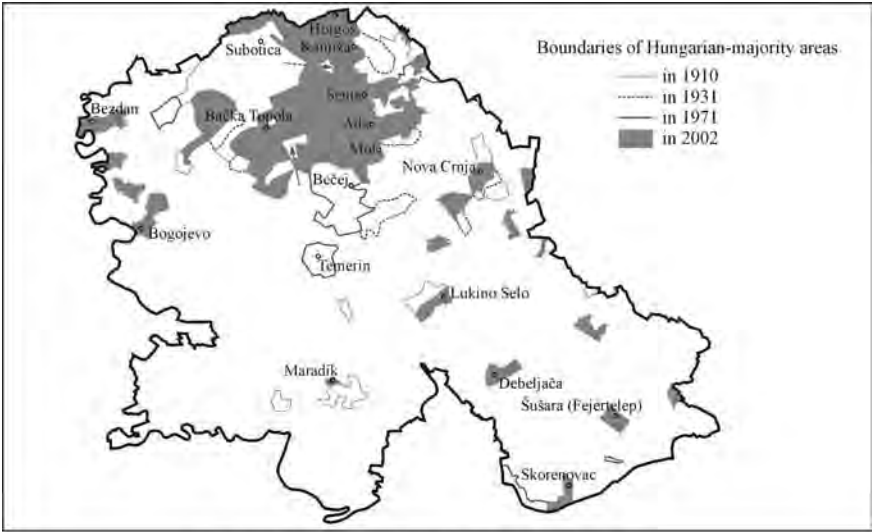 Horgoš
Kanjiža
Subotica
Boundaries of Hungarian-majority areas
in 1910
in 1931
in 1971
in 2002
Senta
Bezdan
Bačka Topola
Ada
Mol
Nova Crnja
Bečej
Bogojevo
Temerin
Lukino Selo
Maradik
Debeljača
Šušara (Fejertelep)
Skorenovac